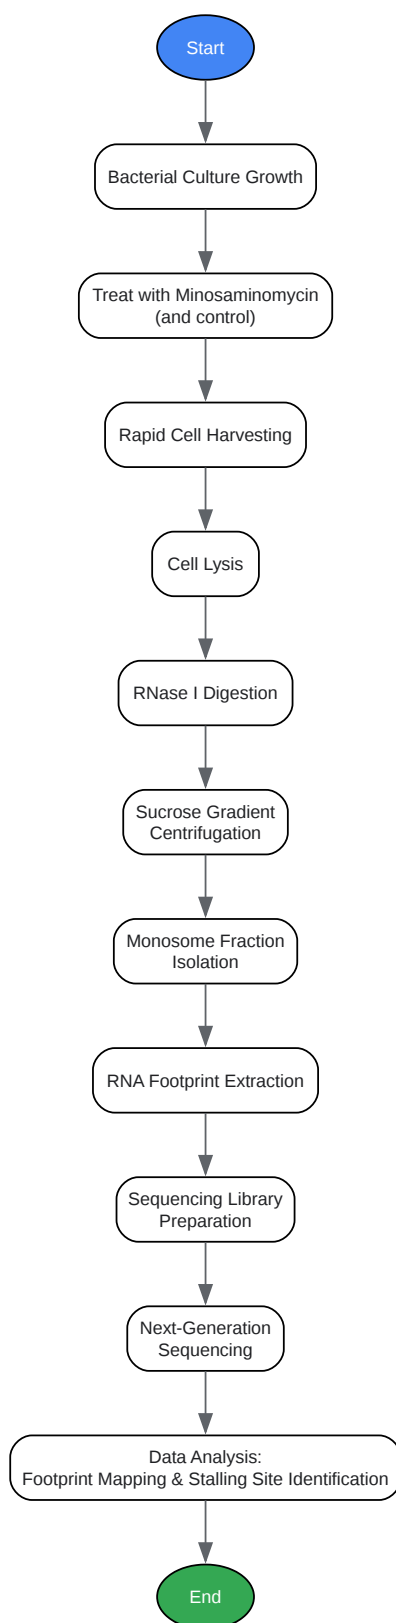 Start
Bacterial Culture Growth
Treat with Minosaminomycin
(and control)
Rapid Cell Harvesting
Cell Lysis
RNase I Digestion
Sucrose Gradient
Centrifugation
Monosome Fraction
Isolation
RNA Footprint Extraction
Sequencing Library
Preparation
Next-Generation
Sequencing
Data Analysis:
Footprint Mapping & Stalling Site Identification
End